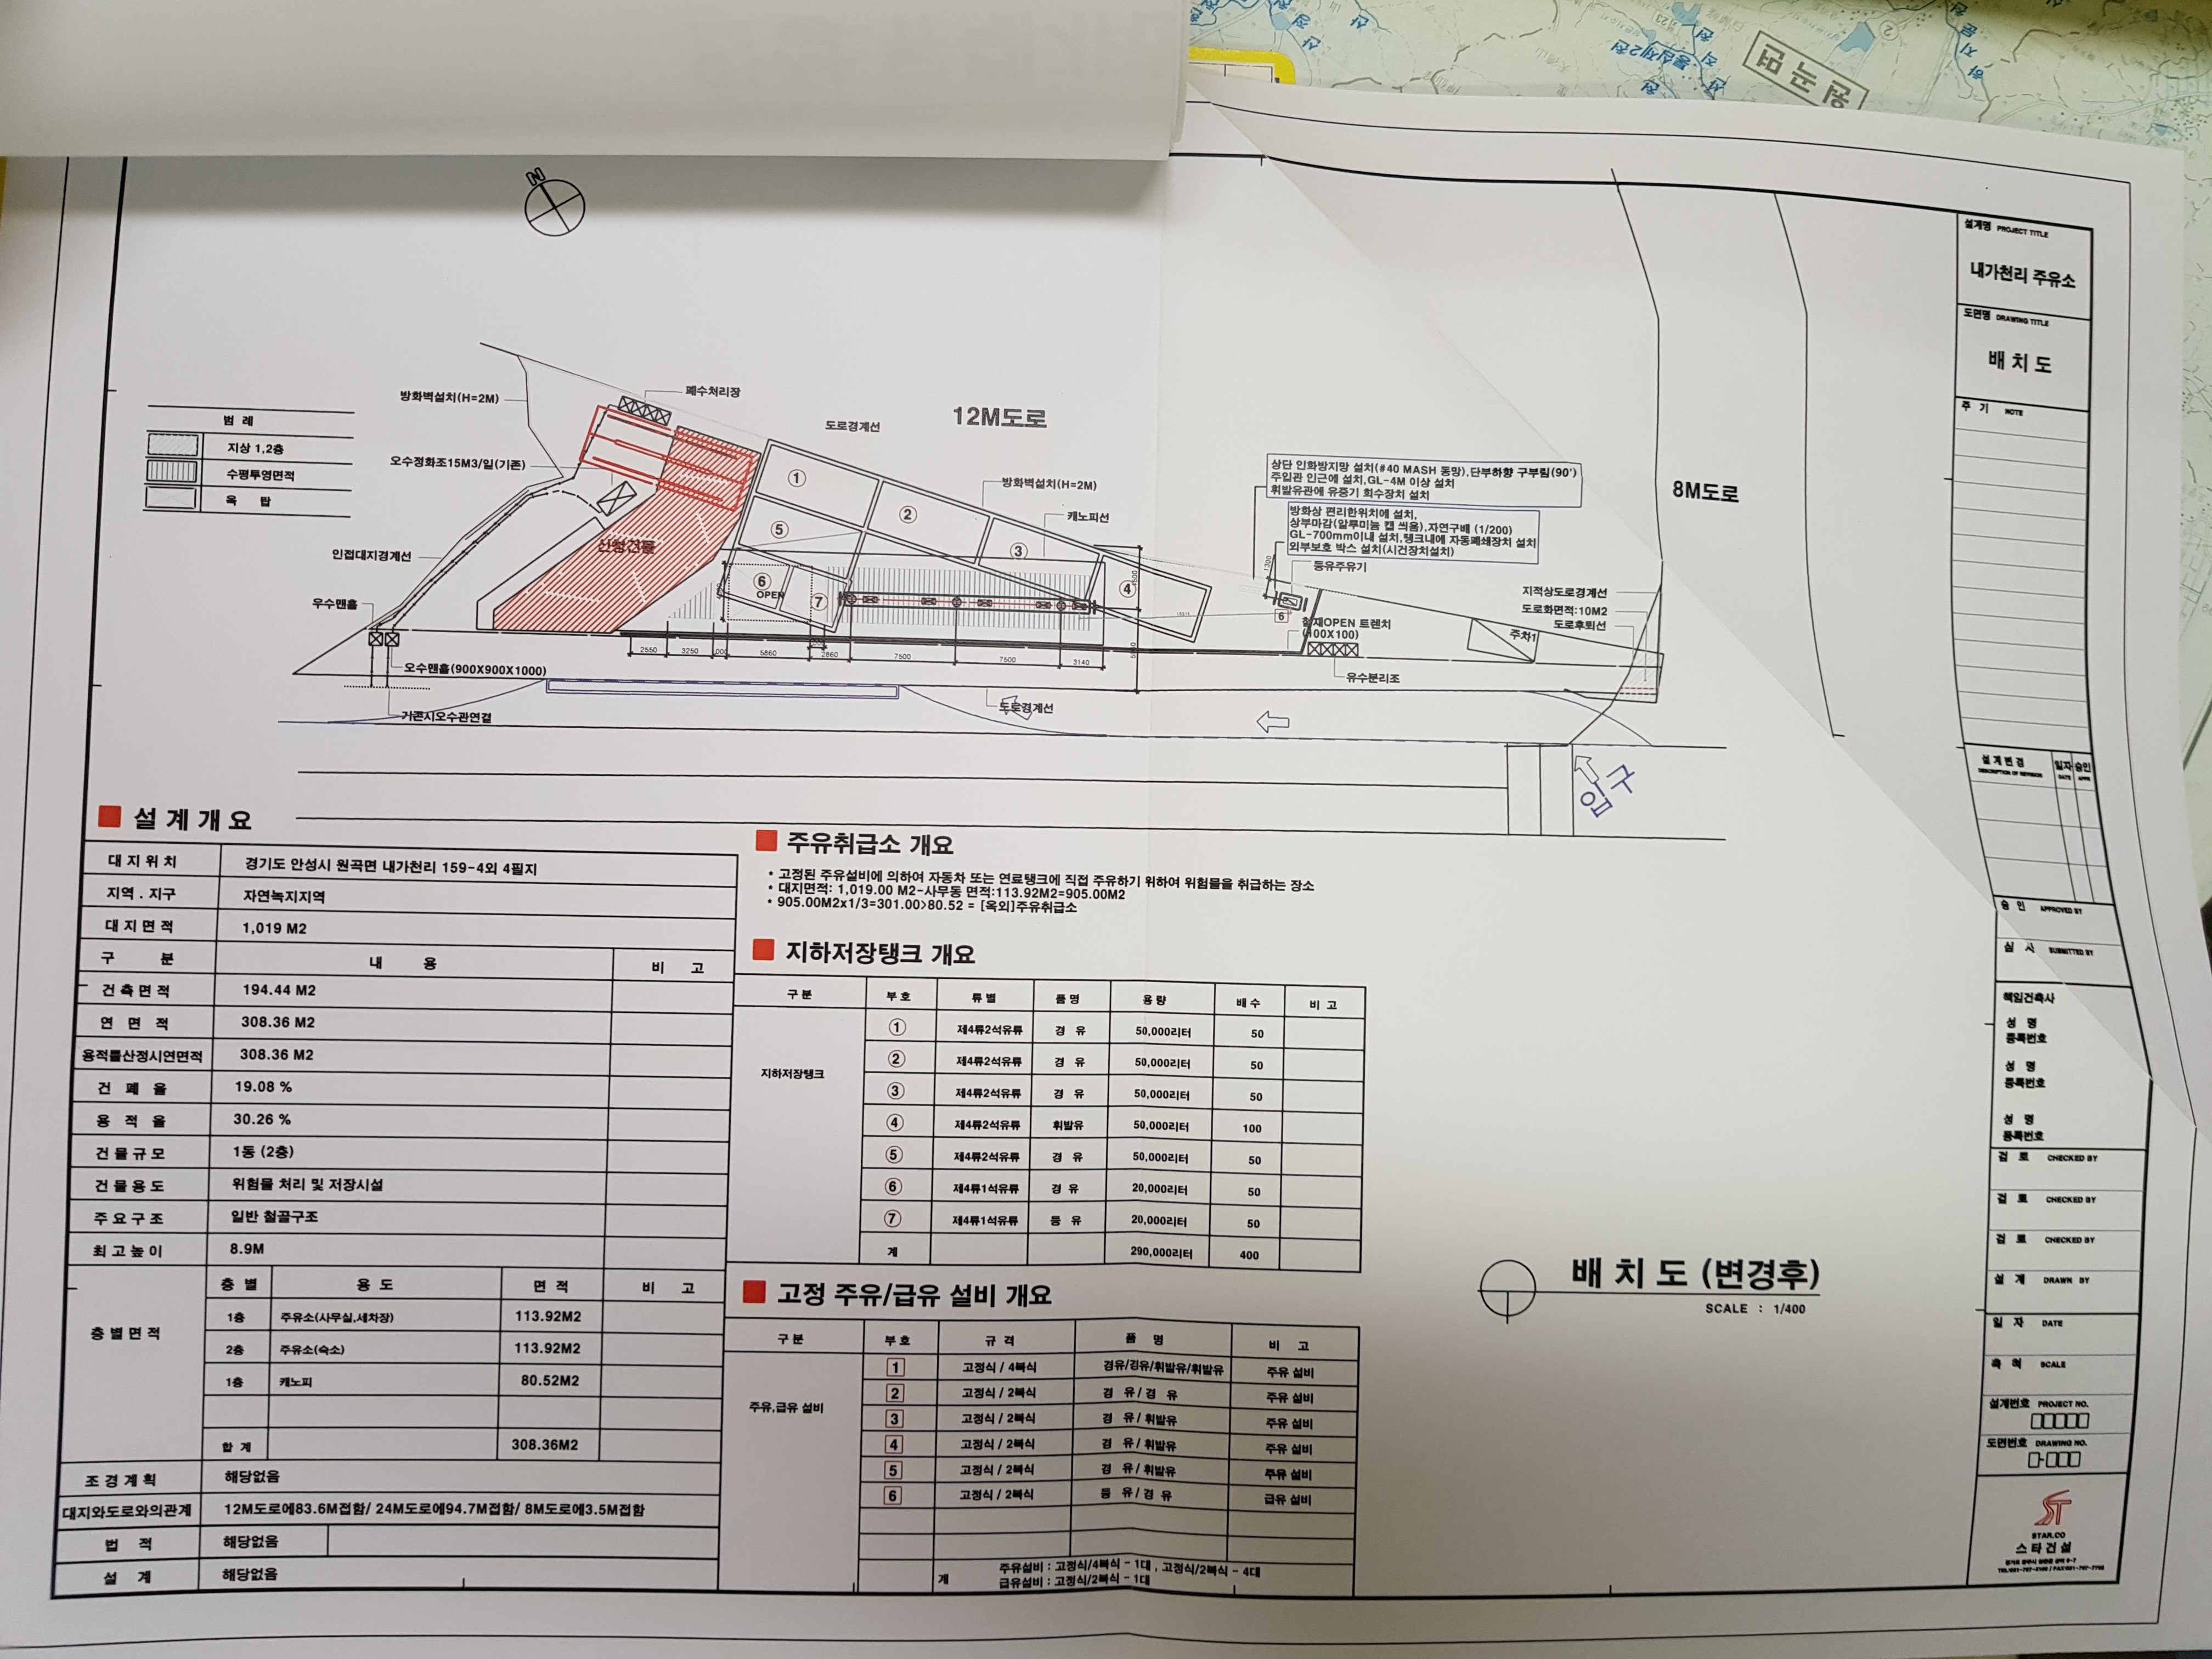 N
12M도로
8M도로
범 례
지상 1,2층
수평투영면적
옥 탑
방화벽설치(H=2M)
폐수처리장
도로경계선
오수정화조15M3/일(기존)
방화벽설치(H=2M)
캐노피선
인접대지경계선
우수맨홀
오수맨홀(900X900X1000)
기존시오수관연결
①
②
③
④
⑤
⑥
OPEN
⑦
상단 인화방지망 설치(#40 MASH 동망),단부하향 구부림(90')
주입관 인근에 설치,GL-4M 이상 설치
휘발유관에 유증기 회수장치 설치
방화상 편리한위치에 설치,
상부마감(알루미늄 캡 씌움),자연구배 (1/200)
GL-700mm이내 설치,탱크내에 자동폐쇄장치 설치
외부보호 박스 설치(시건장치설치)
등유주유기
6
지적상도로경계선
도로화면적:10M2
도로후퇴선
주차1
OPEN 트렌치
(100X100)
유수분리조
도로경계선
2550
3250
5860
2860
7500
7500
3140
입구
설 계 개 요
대 지 위 치 경기도 안성시 원곡면 내가천리 159-4외 4필지
지역 . 지구 자연녹지지역
대 지 면 적 1,019 M2
구 분 내 용 비 고
건 축 면 적 194.44 M2
연 면 적 308.36 M2
용적률산정시연면적 308.36 M2
건 폐 율 19.08 %
용 적 율 30.26 %
건 물 규 모 1동 (2층)
건 물 용 도 위험물 처리 및 저장시설
주 요 구 조 일반 철골구조
최 고 높 이 8.9M
층 별 면 적 층 별 용 도 면 적 비 고
1층 주유소(사무실,세차장) 113.92M2
2층 주유소(숙소) 113.92M2
1층 캐노피 80.52M2
합 계 308.36M2
조 경 계 획 해당없음
대지와도로와의관계 12M도로에83.6M접함/ 24M도로에94.7M접함/ 8M도로에3.5M접함
법 적 해당없음
설 계 해당없음
주유취급소 개요
• 고정된 주유설비에 의하여 자동차 또는 연료탱크에 직접 주유하기 위하여 위험물을 취급하는 장소
• 대지면적: 1,019.00 M2-사무동 면적:113.92M2=905.00M2
• 905.00M2x1/3=301.00>80.52 = [옥외]주유취급소
지하저장탱크 개요
구 분 부 호 류 별 품 명 용 량 배 수 비 고
지하저장탱크
① 제4류2석유류 경 유 50,000리터 50
② 제4류2석유류 경 유 50,000리터 50
③ 제4류2석유류 경 유 50,000리터 50
④ 제4류2석유류 휘발유 50,000리터 100
⑤ 제4류2석유류 경 유 50,000리터 50
⑥ 제4류1석유류 경 유 20,000리터 50
⑦ 제4류1석유류 등 유 20,000리터 50
계 290,000리터 400
고정 주유/급유 설비 개요
구 분 부 호 규 격 품 명 비 고
주유,급유 설비
1 고정식 / 4복식 경유/경유/휘발유/휘발유 주유 설비
2 고정식 / 2복식 경 유 / 경 유 주유 설비
3 고정식 / 2복식 경 유 / 휘발유 주유 설비
4 고정식 / 2복식 경 유 / 휘발유 주유 설비
5 고정식 / 2복식 경 유 / 휘발유 주유 설비
6 고정식 / 2복식 등 유 / 경 유 급유 설비
계 주유설비 : 고정식/4복식 - 1대 , 고정식/2복식 - 4대
급유설비 : 고정식/2복식 - 1대
배 치 도 (변경후)
SCALE : 1/400
설계명 PROJECT TITLE
내가천리 주유소
도면명 DRAWING TITLE
배 치 도
주 기 NOTE
설 계 변 경 일자 승인
DESCRIPTION OF REVISION DATE APPR
승 인 APPROVED BY
심 사 SUBMITTED BY
책임건축사
성 명
등록번호
성 명
등록번호
성 명
등록번호
검 토 CHECKED BY
검 토 CHECKED BY
검 토 CHECKED BY
설 계 DRAWN BY
일 자 DATE
축 척 SCALE
설계번호 PROJECT NO.
도면번호 DRAWING NO.
STAR.CO
스 타 건 설
원곡면